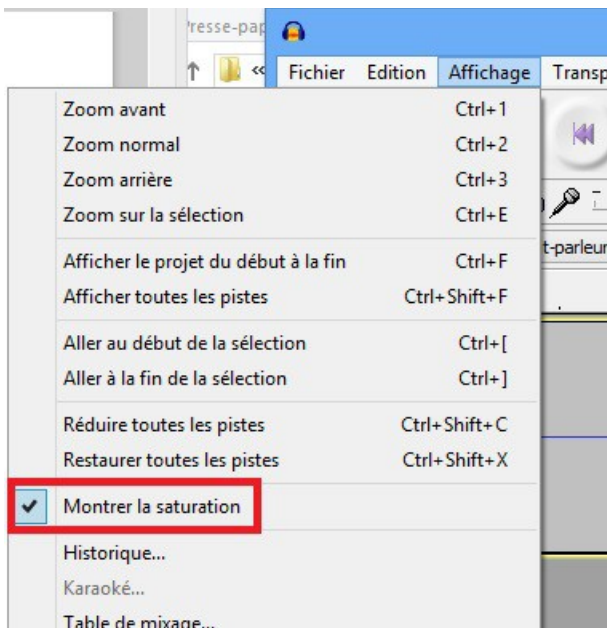 Presse-pap
«
Fichier Edition Affichage Transp
Zoom avant Ctrl+1
Zoom normal Ctrl+2
Zoom arrière Ctrl+3
Zoom sur la sélection Ctrl+E
t-parleur
Afficher le projet du début à la fin Ctrl+F
Afficher toutes les pistes Ctrl+Shift+F
Aller au début de la sélection Ctrl+[
Aller à la fin de la sélection Ctrl+]
Réduire toutes les pistes Ctrl+Shift+C
Restaurer toutes les pistes Ctrl+Shift+X
Montrer la saturation
Historique...
Karaoké...
Table de mixage...